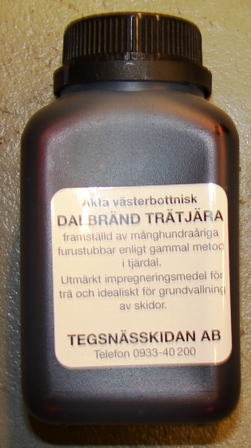 Äkta västerbottnisk
DALBRÄND TRÄTJÄRA
framställd av månghundraåriga
furustubbar enligt gammal metod
i tjärdal.
Utmärkt impregneringsmedel för
trä och idealiskt för grundvallning
av skidor.
TEGSNÄSSKIDAN AB
Telefon 0933-40 200